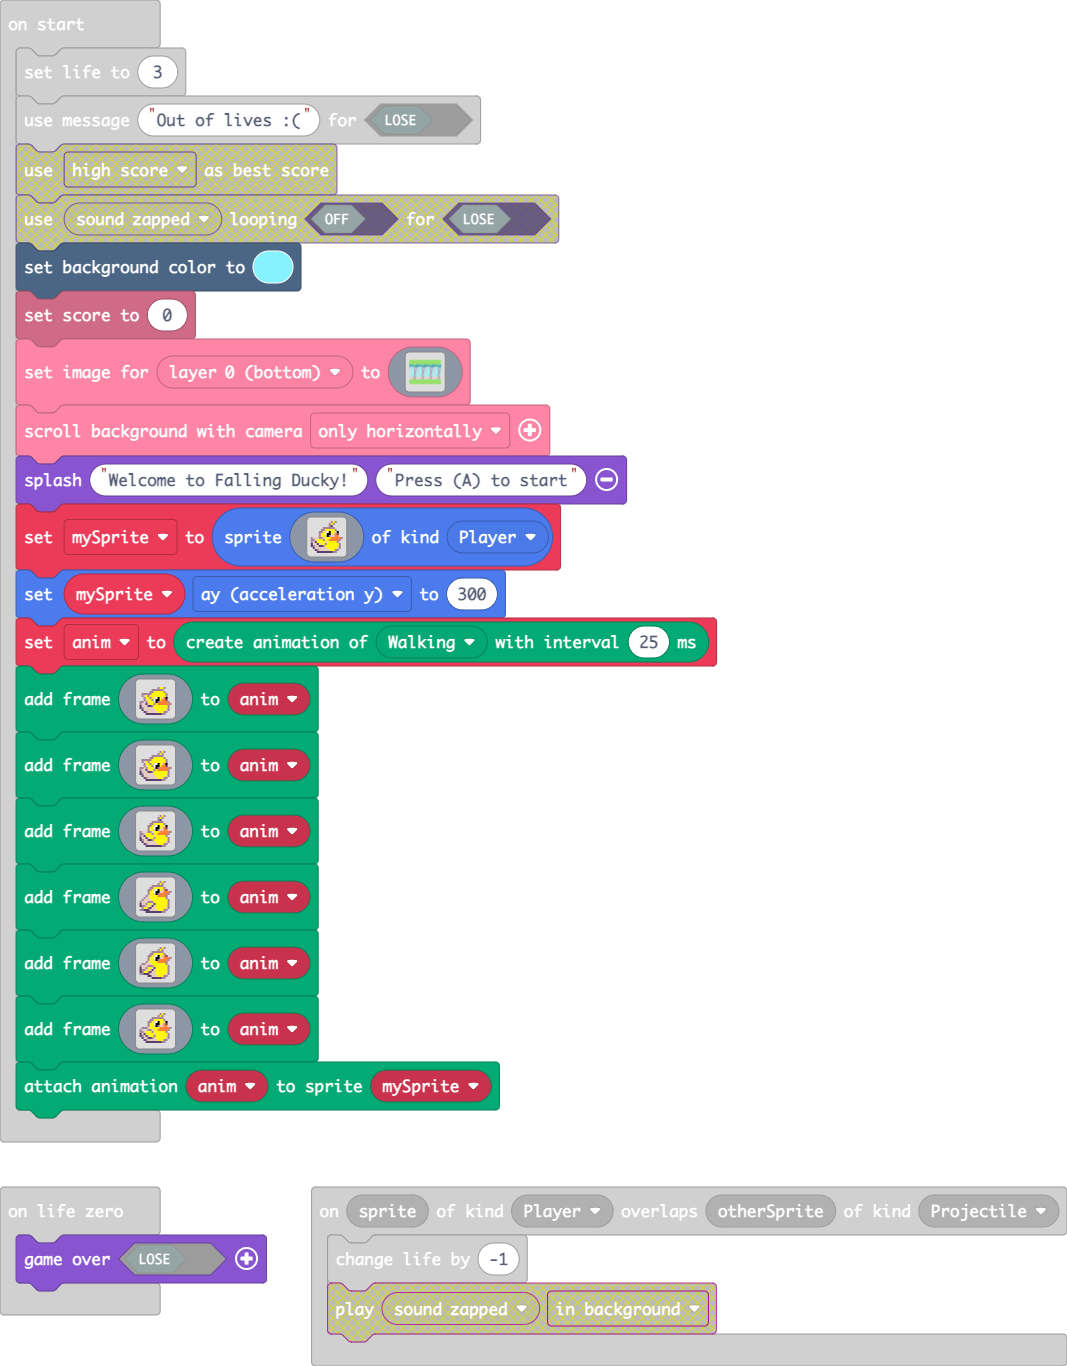 on start
set life to 3
use message "Out of lives :(" for LOSE
use high score as best score
use sound zapped looping OFF for LOSE
set background color to
set score to 0
set image for layer 0 (bottom) to
scroll background with camera only horizontally
splash "Welcome to Falling Ducky!" "Press (A) to start"
set mySprite to sprite of kind Player
set mySprite ay (acceleration y) to 300
set anim to create animation of Walking with interval 25 ms
add frame to anim
add frame to anim
add frame to anim
add frame to anim
add frame to anim
add frame to anim
attach animation anim to sprite mySprite
on life zero
game over LOSE
on sprite of kind Player overlaps otherSprite of kind Projectile
change life by -1
play sound zapped in background